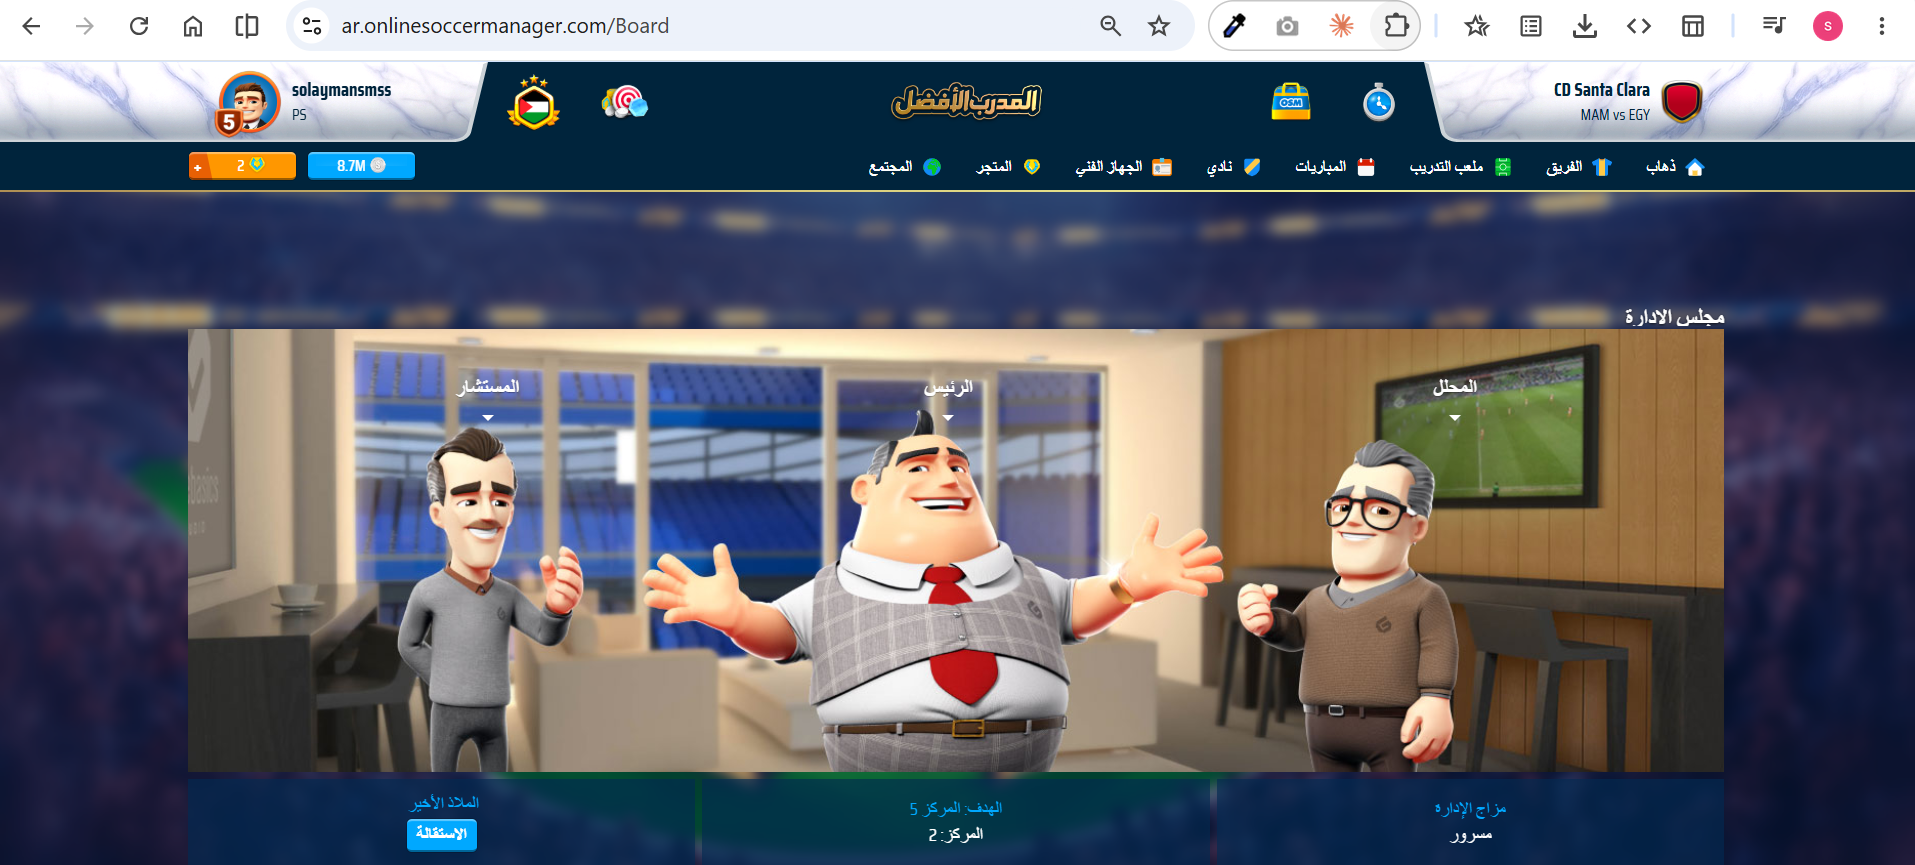 ar.onlinesoccermanager.com/Board
S
solaymansmss
PS
5
المدرب الأفضل
OSM
CD Santa Clara
MAM vs EGY
+ 2
8.7M
ذهاب
الفريق
ملعب التدريب
المباريات
نادي
الجهاز الفني
المتجر
المجتمع
مجلس الادارة
المستشار
الرئيس
المحلل
مزاج الإدارة
مسرور
الهدف: المركز 5
المركز: 2
الملاذ الأخير
الاستقالة